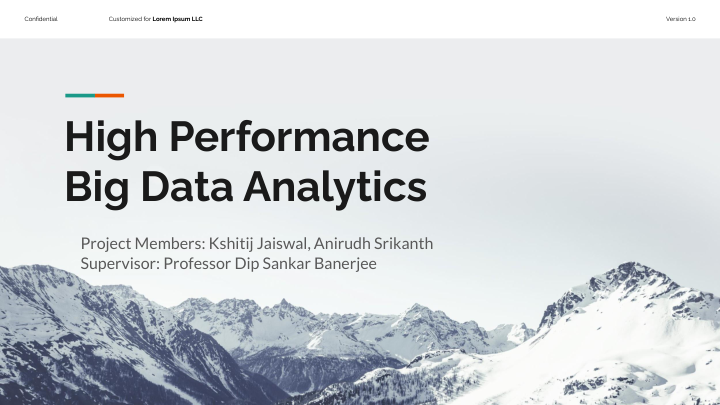 Confidential
Customized for Lorem Ipsum LLC
Version 1.0
High Performance
Big Data Analytics
Project Members: Kshitij Jaiswal, Anirudh Srikanth
Supervisor: Professor Dip Sankar Banerjee